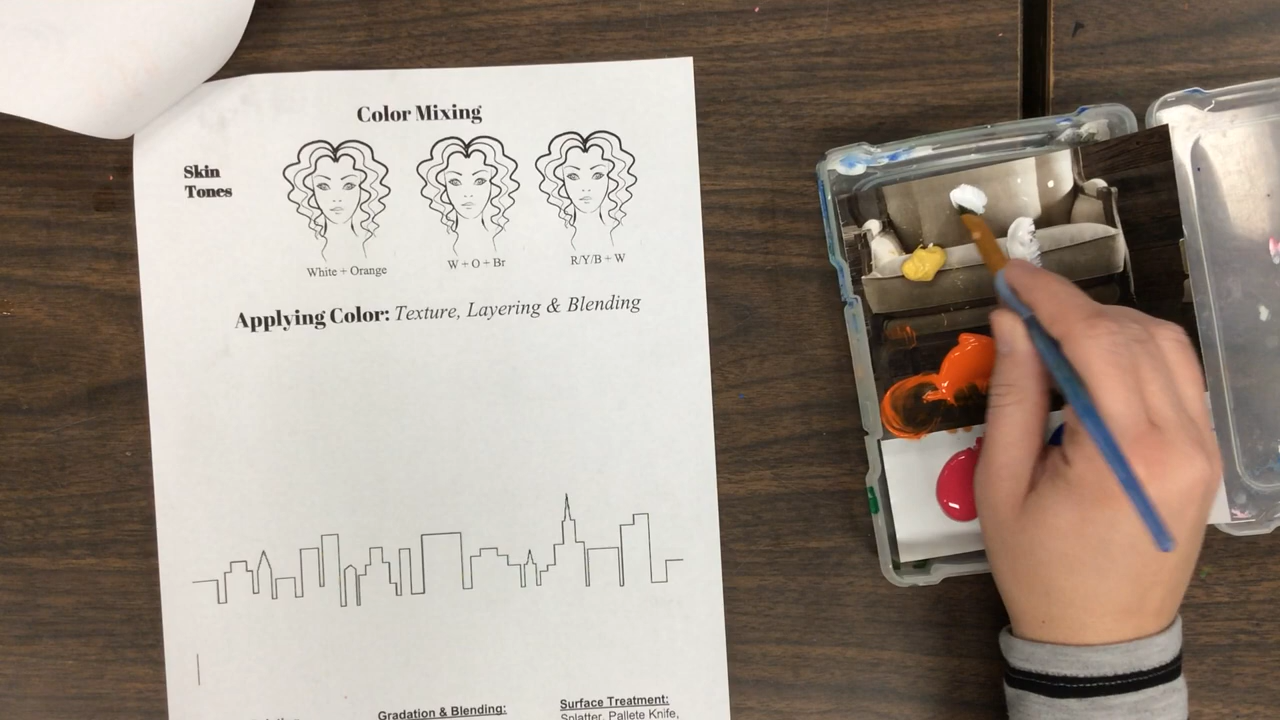 Color Mixing
Skin
Tones
White + Orange
W + O + Br
R/Y/B + W
Applying Color: Texture, Layering & Blending
Gradation & Blending:
Surface Treatment:
Splatter, Pallete Knife,